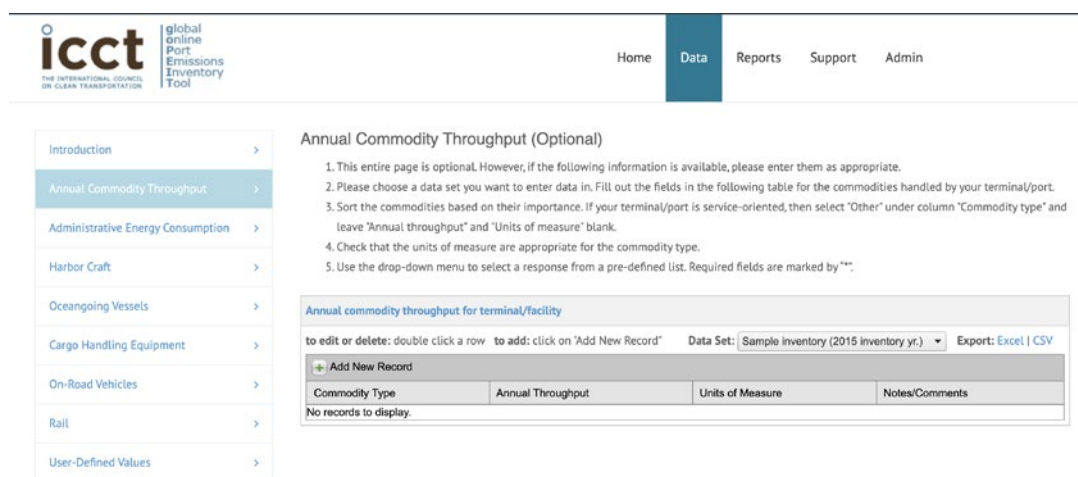 icct
THE INTERNATIONAL COUNCIL
ON CLEAN TRANSPORTATION
global
online
Port
Emissions
Inventory
Tool
Home Data Reports Support Admin
Introduction
Annual Commodity Throughput
Administrative Energy Consumption
Harbor Craft
Oceangoing Vessels
Cargo Handling Equipment
On-Road Vehicles
Rail
User-Defined Values
Annual Commodity Throughput (Optional)
1. This entire page is optional. However, if the following information is available, please enter them as appropriate.
2. Please choose a data set you want to enter data in. Fill out the fields in the following table for the commodities handled by your terminal/port.
3. Sort the commodities based on their importance. If your terminal/port is service-oriented, then select "Other" under column "Commodity type" and
leave "Annual throughput" and "Units of measure" blank.
4. Check that the units of measure are appropriate for the commodity type.
5. Use the drop-down menu to select a response from a pre-defined list. Required fields are marked by "*".
Annual commodity throughput for terminal/facility
to edit or delete: double click a row to add: click on "Add New Record" Data Set: Sample inventory (2015 inventory yr.) Export: Excel | CSV
Add New Record
Commodity Type Annual Throughput Units of Measure Notes/Comments
No records to display.